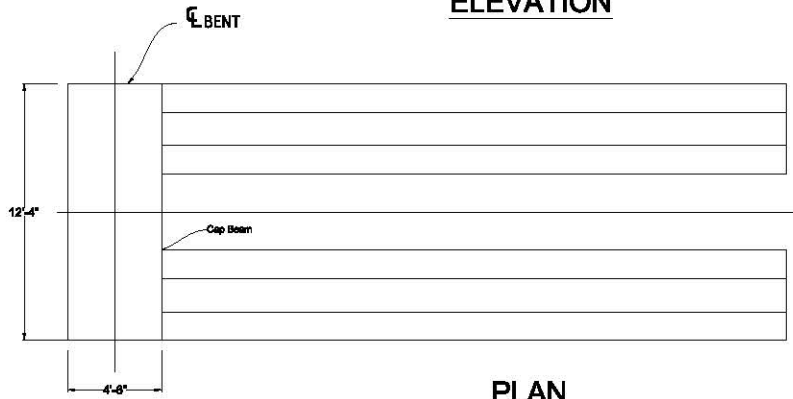 ELEVATION
℄ BENT
12'-4"
Cap Beam
4'-6"
PLAN